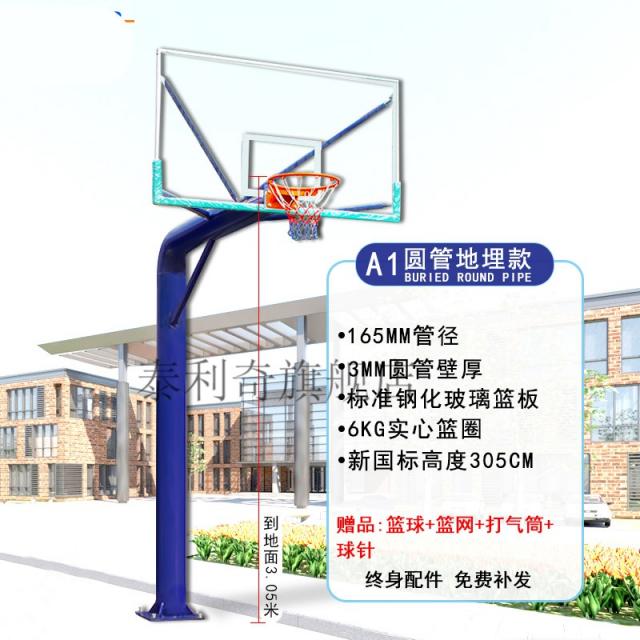 A1圆管地埋款
BURIED ROUND PIPE
•165MM管径
•3MM圆管壁厚
•标准钢化玻璃篮板
•6KG实心篮圈
•新国标高度305CM
赠品:篮球+篮网+打气筒+
球针
终身配件 免费补发
到地面3.05米
泰利奇旗舰店